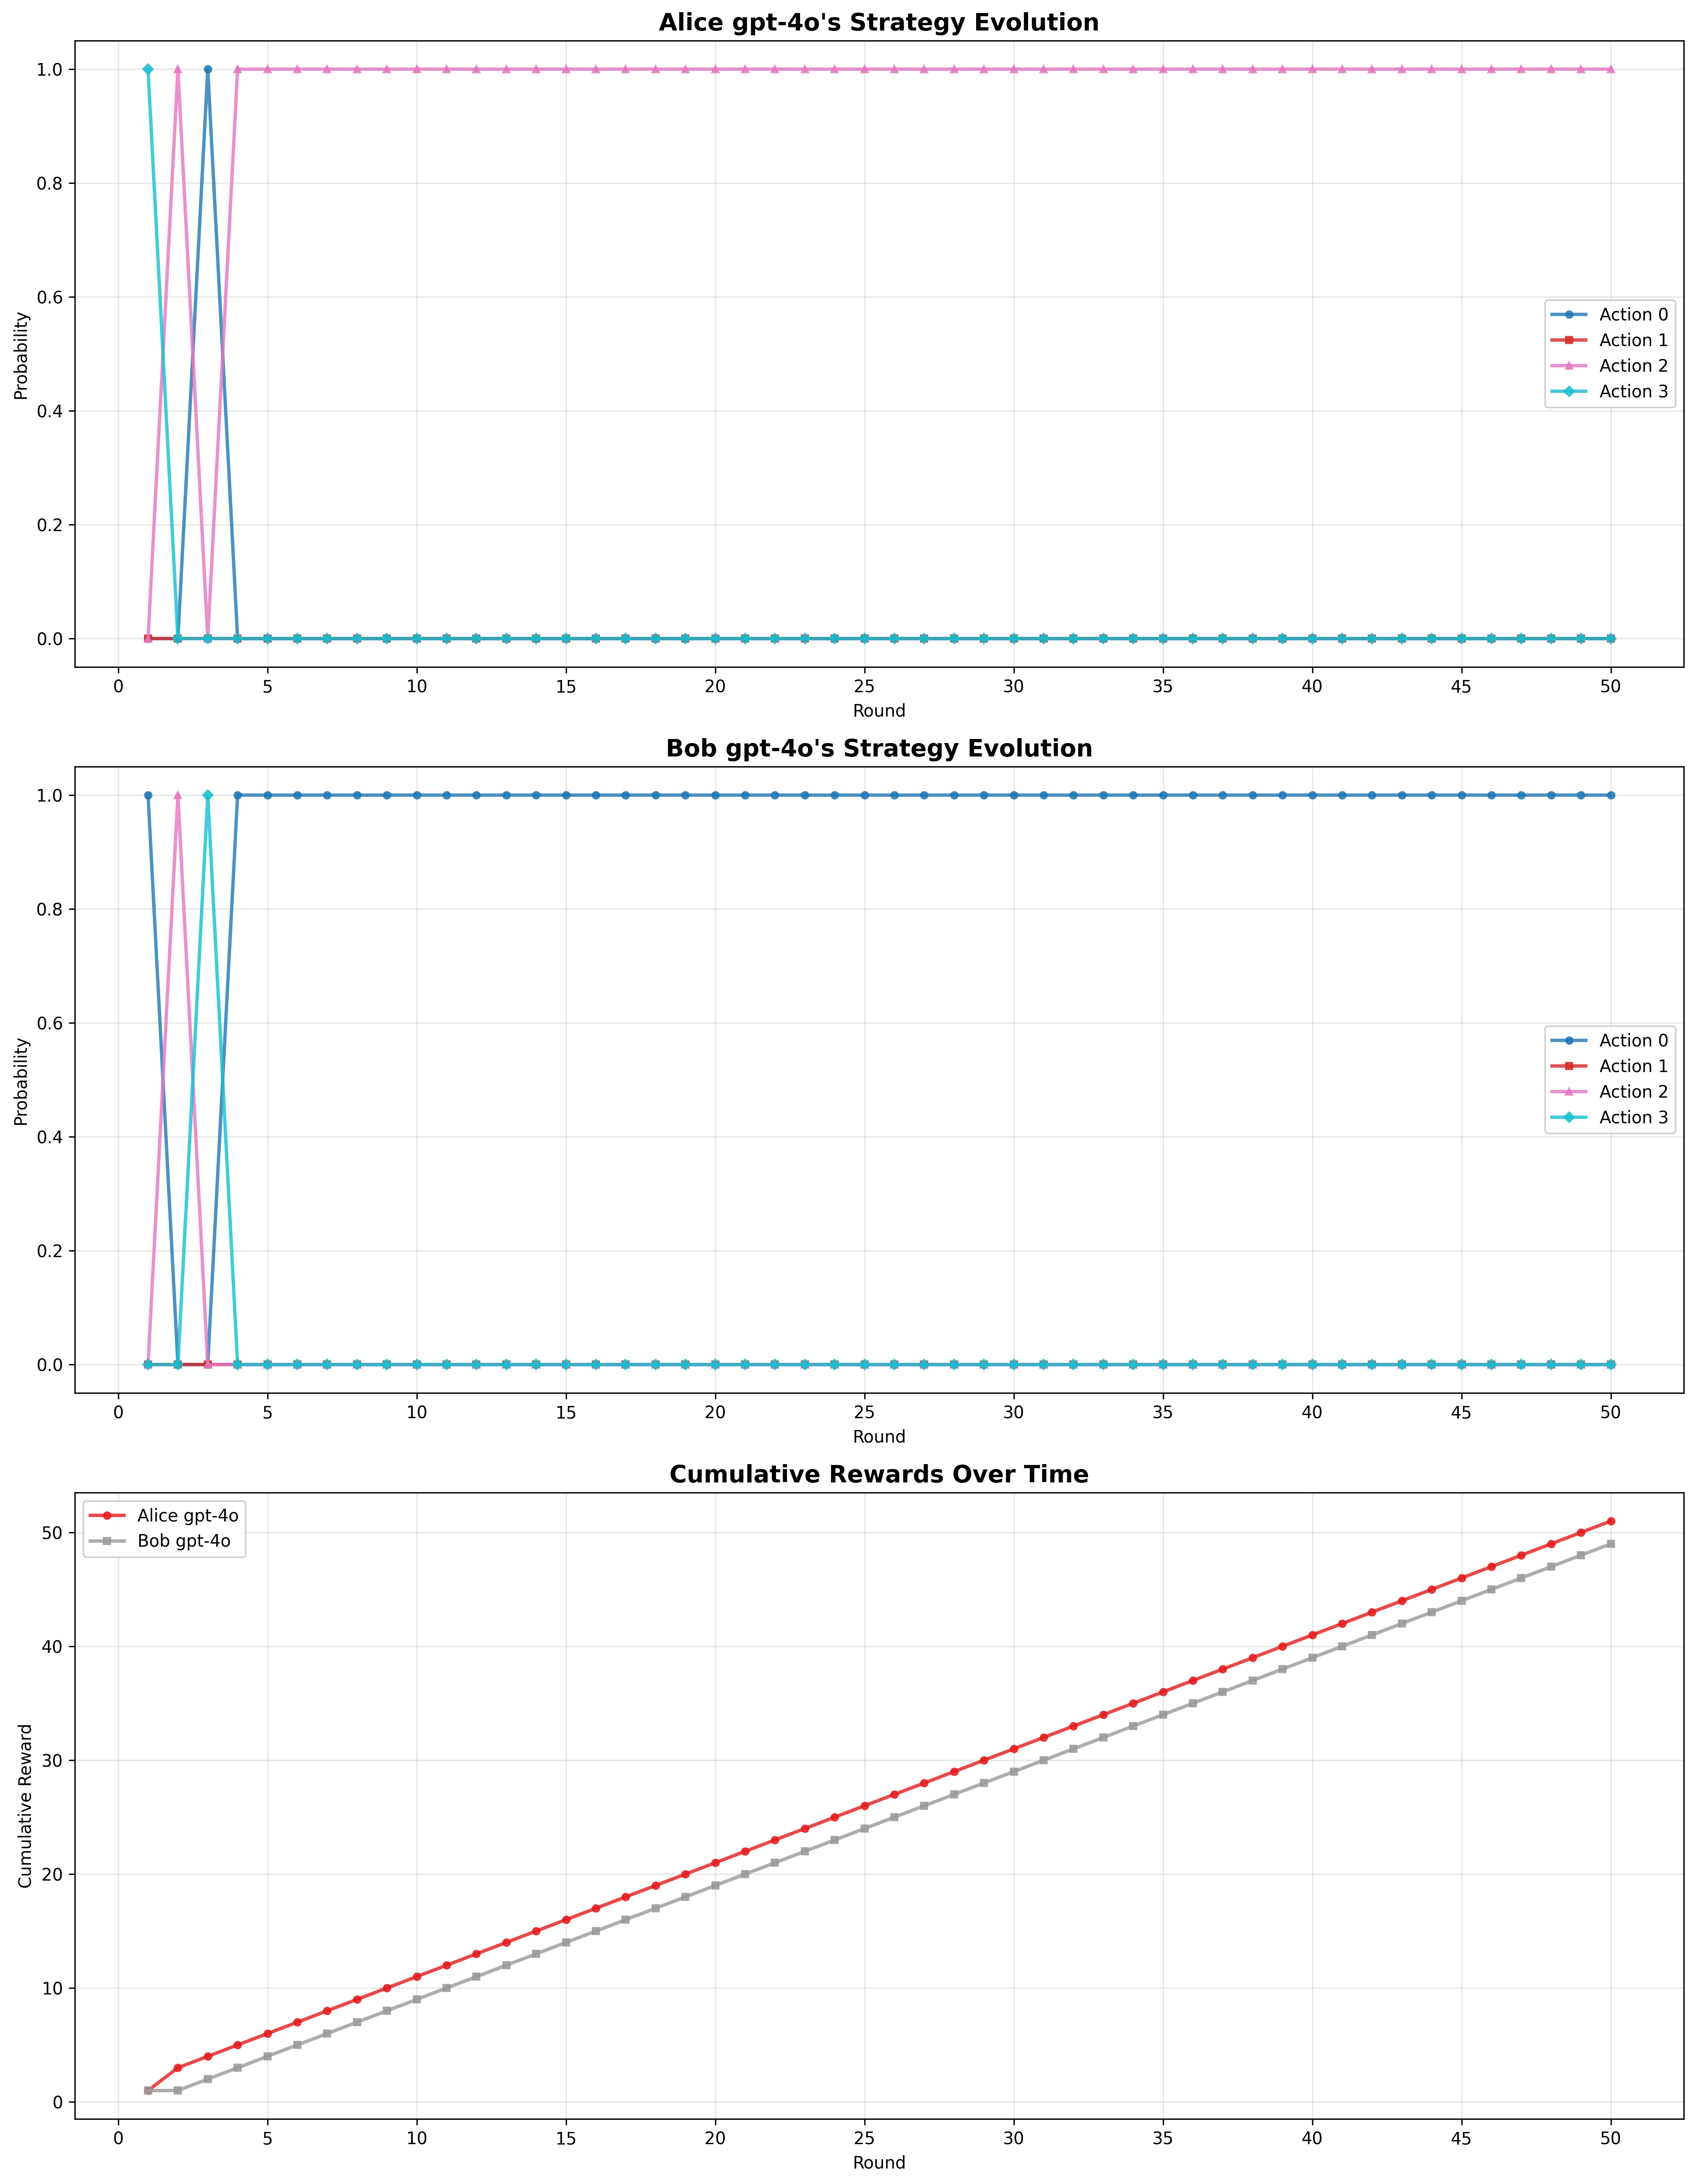 Alice gpt-4o's Strategy Evolution
1.0
0.8
0.6
0.4
0.2
0.0
Probability
Action 0
Action 1
Action 2
Action 3
0 5 10 15 20 25 30 35 40 45 50
Round
Bob gpt-4o's Strategy Evolution
1.0
0.8
0.6
0.4
0.2
0.0
Probability
Action 0
Action 1
Action 2
Action 3
0 5 10 15 20 25 30 35 40 45 50
Round
Cumulative Rewards Over Time
Alice gpt-4o
Bob gpt-4o
50
40
30
20
10
0
Cumulative Reward
0 5 10 15 20 25 30 35 40 45 50
Round